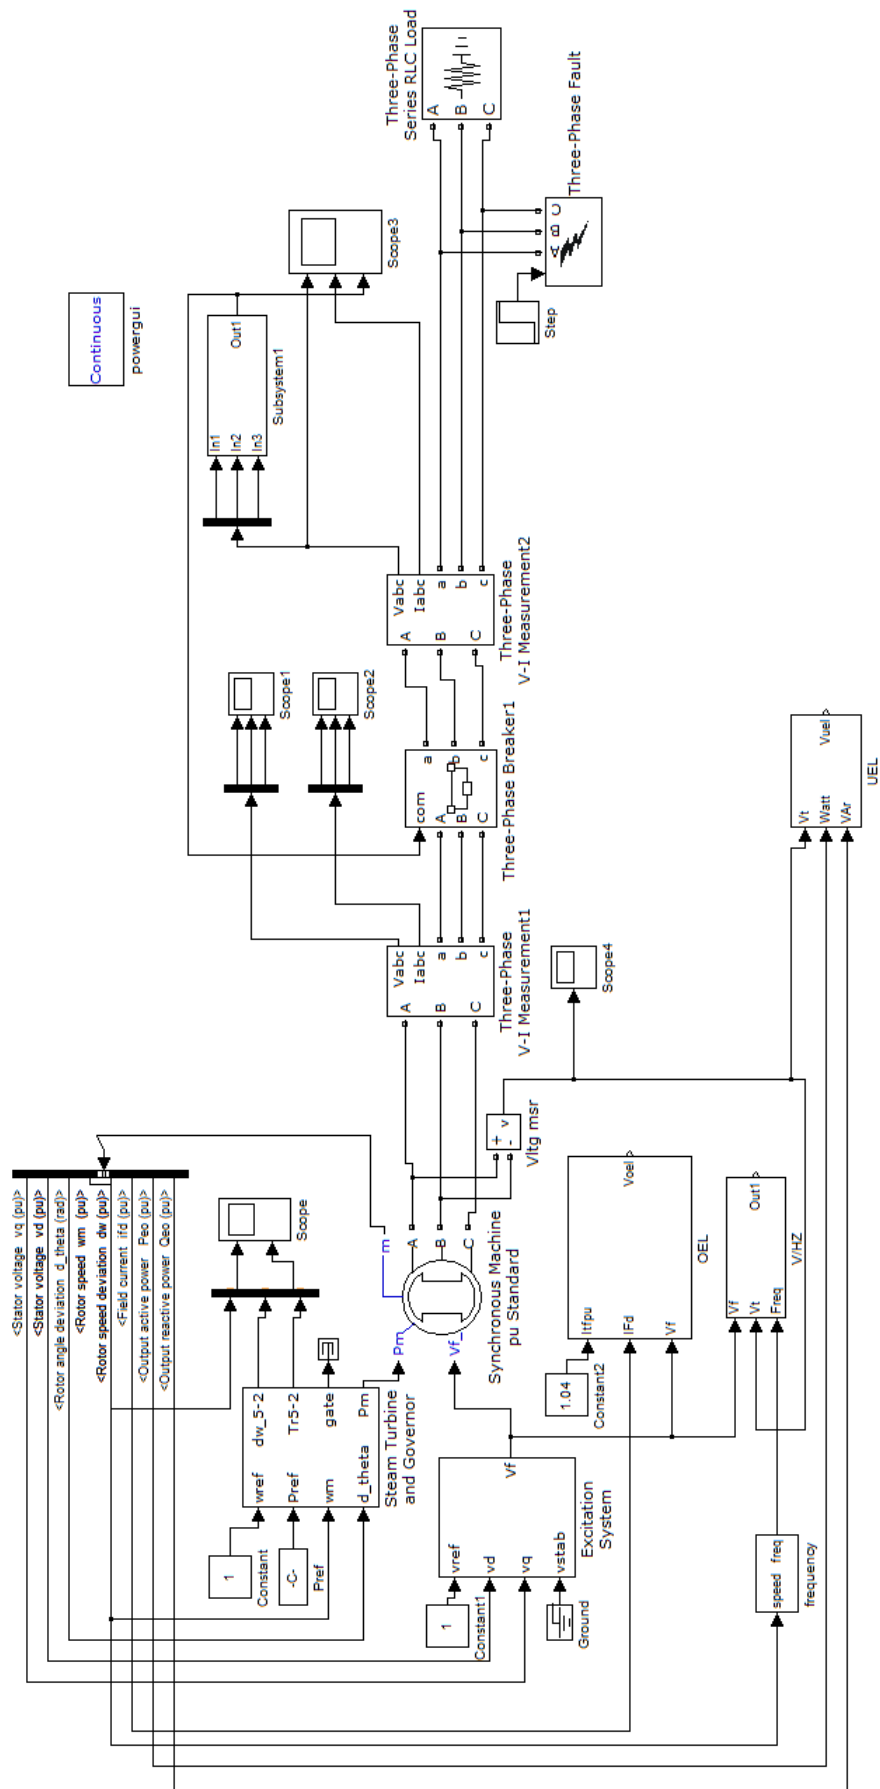 <Stator voltage vq (pu)>
<Stator voltage vd (pu)>
<Rotor angle deviation d_theta (rad)>
<Rotor speed wm (pu)>
<Rotor speed deviation dw (pu)>
<Field current ifd (pu)>
<Output active power Peo (pu)>
<Output reactive power Qeo (pu)>
Continuous
powergui
1
Constant
-C-
Pref
wref
Pref
wm
d_theta
dw_5-2
Tr5-2
gate
Pm
Steam Turbine
and Governor
Scope
1
Constant1
Ground
vref
vd
vq
vstab
Vf
Excitation
System
m
Pm
Vf_
A
B
C
Synchronous Machine
pu Standard
+
-
v
Vltg msr
Scope4
A
B
C
Vabc
Iabc
a
b
c
Three-Phase
V-I Measurement1
Scope1
Scope2
com
A
B
C
a
b
c
Three-Phase Breaker1
A
B
C
Vabc
Iabc
a
b
c
Three-Phase
V-I Measurement2
In1
In2
In3
Out1
Subsystem1
Scope3
Step
A
B
C
Three-Phase Fault
A
B
C
Three-Phase
Series RLC Load
1.04
Constant2
Itfpu
IFd
Vf
Voel
OEL
Vf
Vt
Freq
Out1
V/HZ
speed
freq
frequency
Vt
Watt
VAr
Vuel
UEL